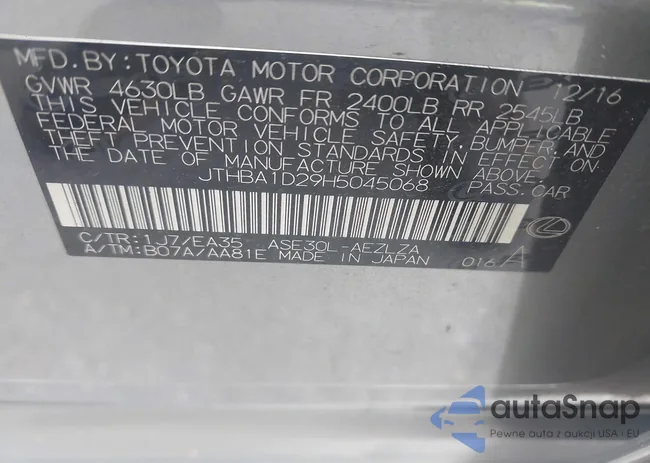 MFD.BY:TOYOTA MOTOR CORPORATION 12/16
GVWR 4630LB GAWR FR 2400LB RR 2545LB
THIS VEHICLE CONFORMS TO ALL APPLICABLE
FEDERAL MOTOR VEHICLE SAFETY, BUMPER, AND
THEFT PREVENTION STANDARDS IN EFFECT ON
THE DATE OF MANUFACTURE SHOWN ABOVE.
JTHBA1D29H5045068 PASS.CAR
C/TR:1J7/EA35 ASE30L-AEZLZA
A/TM:B07A/AA81E MADE IN JAPAN 016 A
autaSnap
Pewne auto z aukcji USA i EU